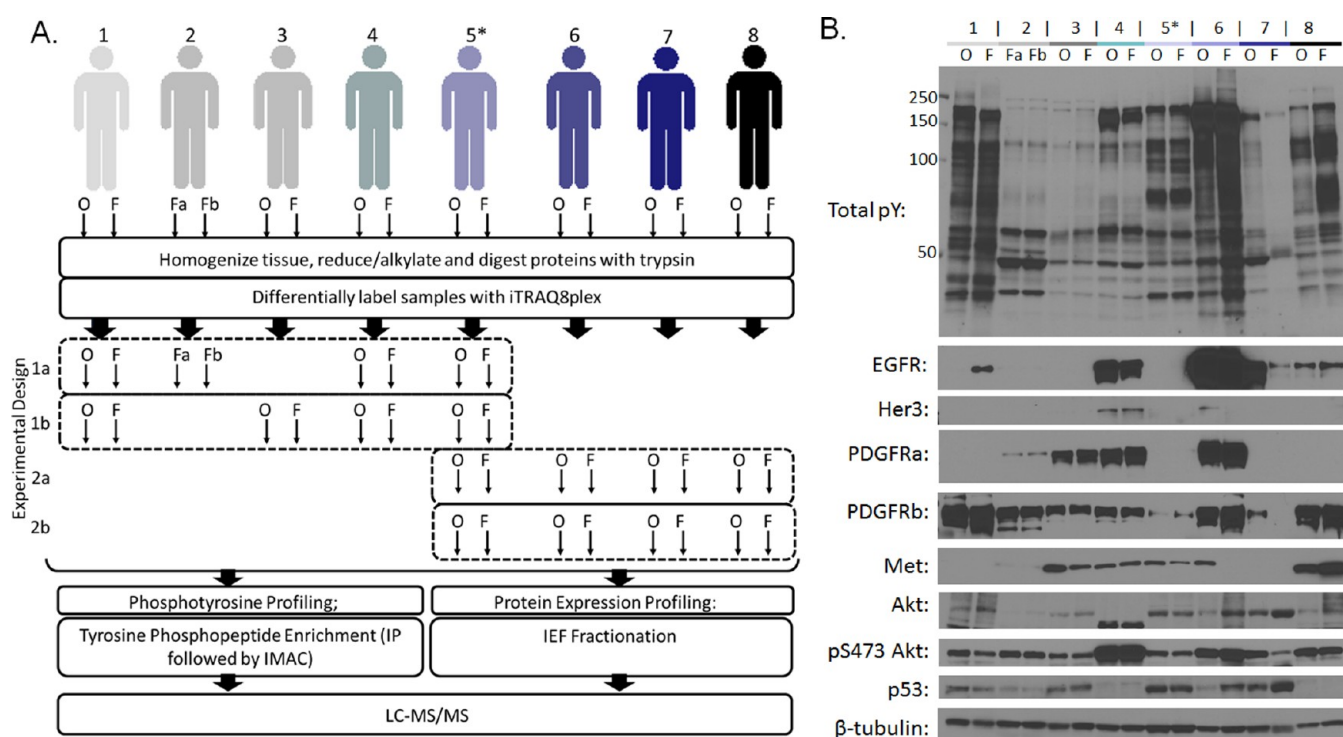 A.
1 2 3 4 5* 6 7 8
O F Fa Fb O F O F O F O F O F O F
Homogenize tissue, reduce/alkylate and digest proteins with trypsin
Differentially label samples with iTRAQ8plex
Experimental Design
1a
O F Fa Fb O F O F
1b
O F O F O F O F
2a
O F O F O F O F
2b
O F O F O F O F
Phosphotyrosine Profiling;
Tyrosine Phosphopeptide Enrichment (IP
followed by IMAC)
Protein Expression Profiling:
IEF Fractionation
LC-MS/MS
B.
1 | 2 | 3 | 4 | 5* | 6 | 7 | 8
O F Fa Fb O F O F O F O F O F O F
250
150
100
50
Total pY:
EGFR:
Her3:
PDGFRa:
PDGFRb:
Met:
Akt:
pS473 Akt:
p53:
β-tubulin: